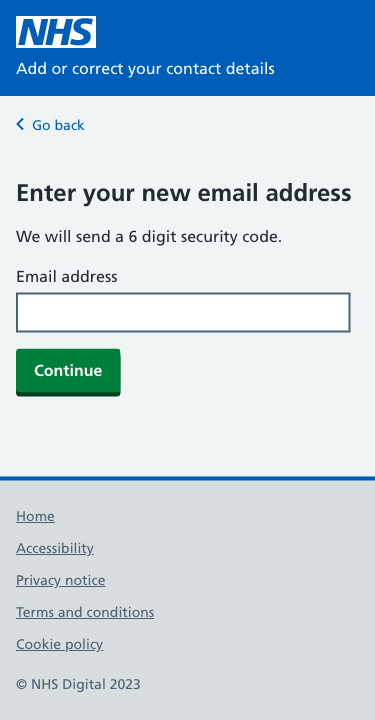 NHS
Add or correct your contact details
Go back
Enter your new email address
We will send a 6 digit security code.
Email address
Continue
Home
Accessibility
Privacy notice
Terms and conditions
Cookie policy
© NHS Digital 2023